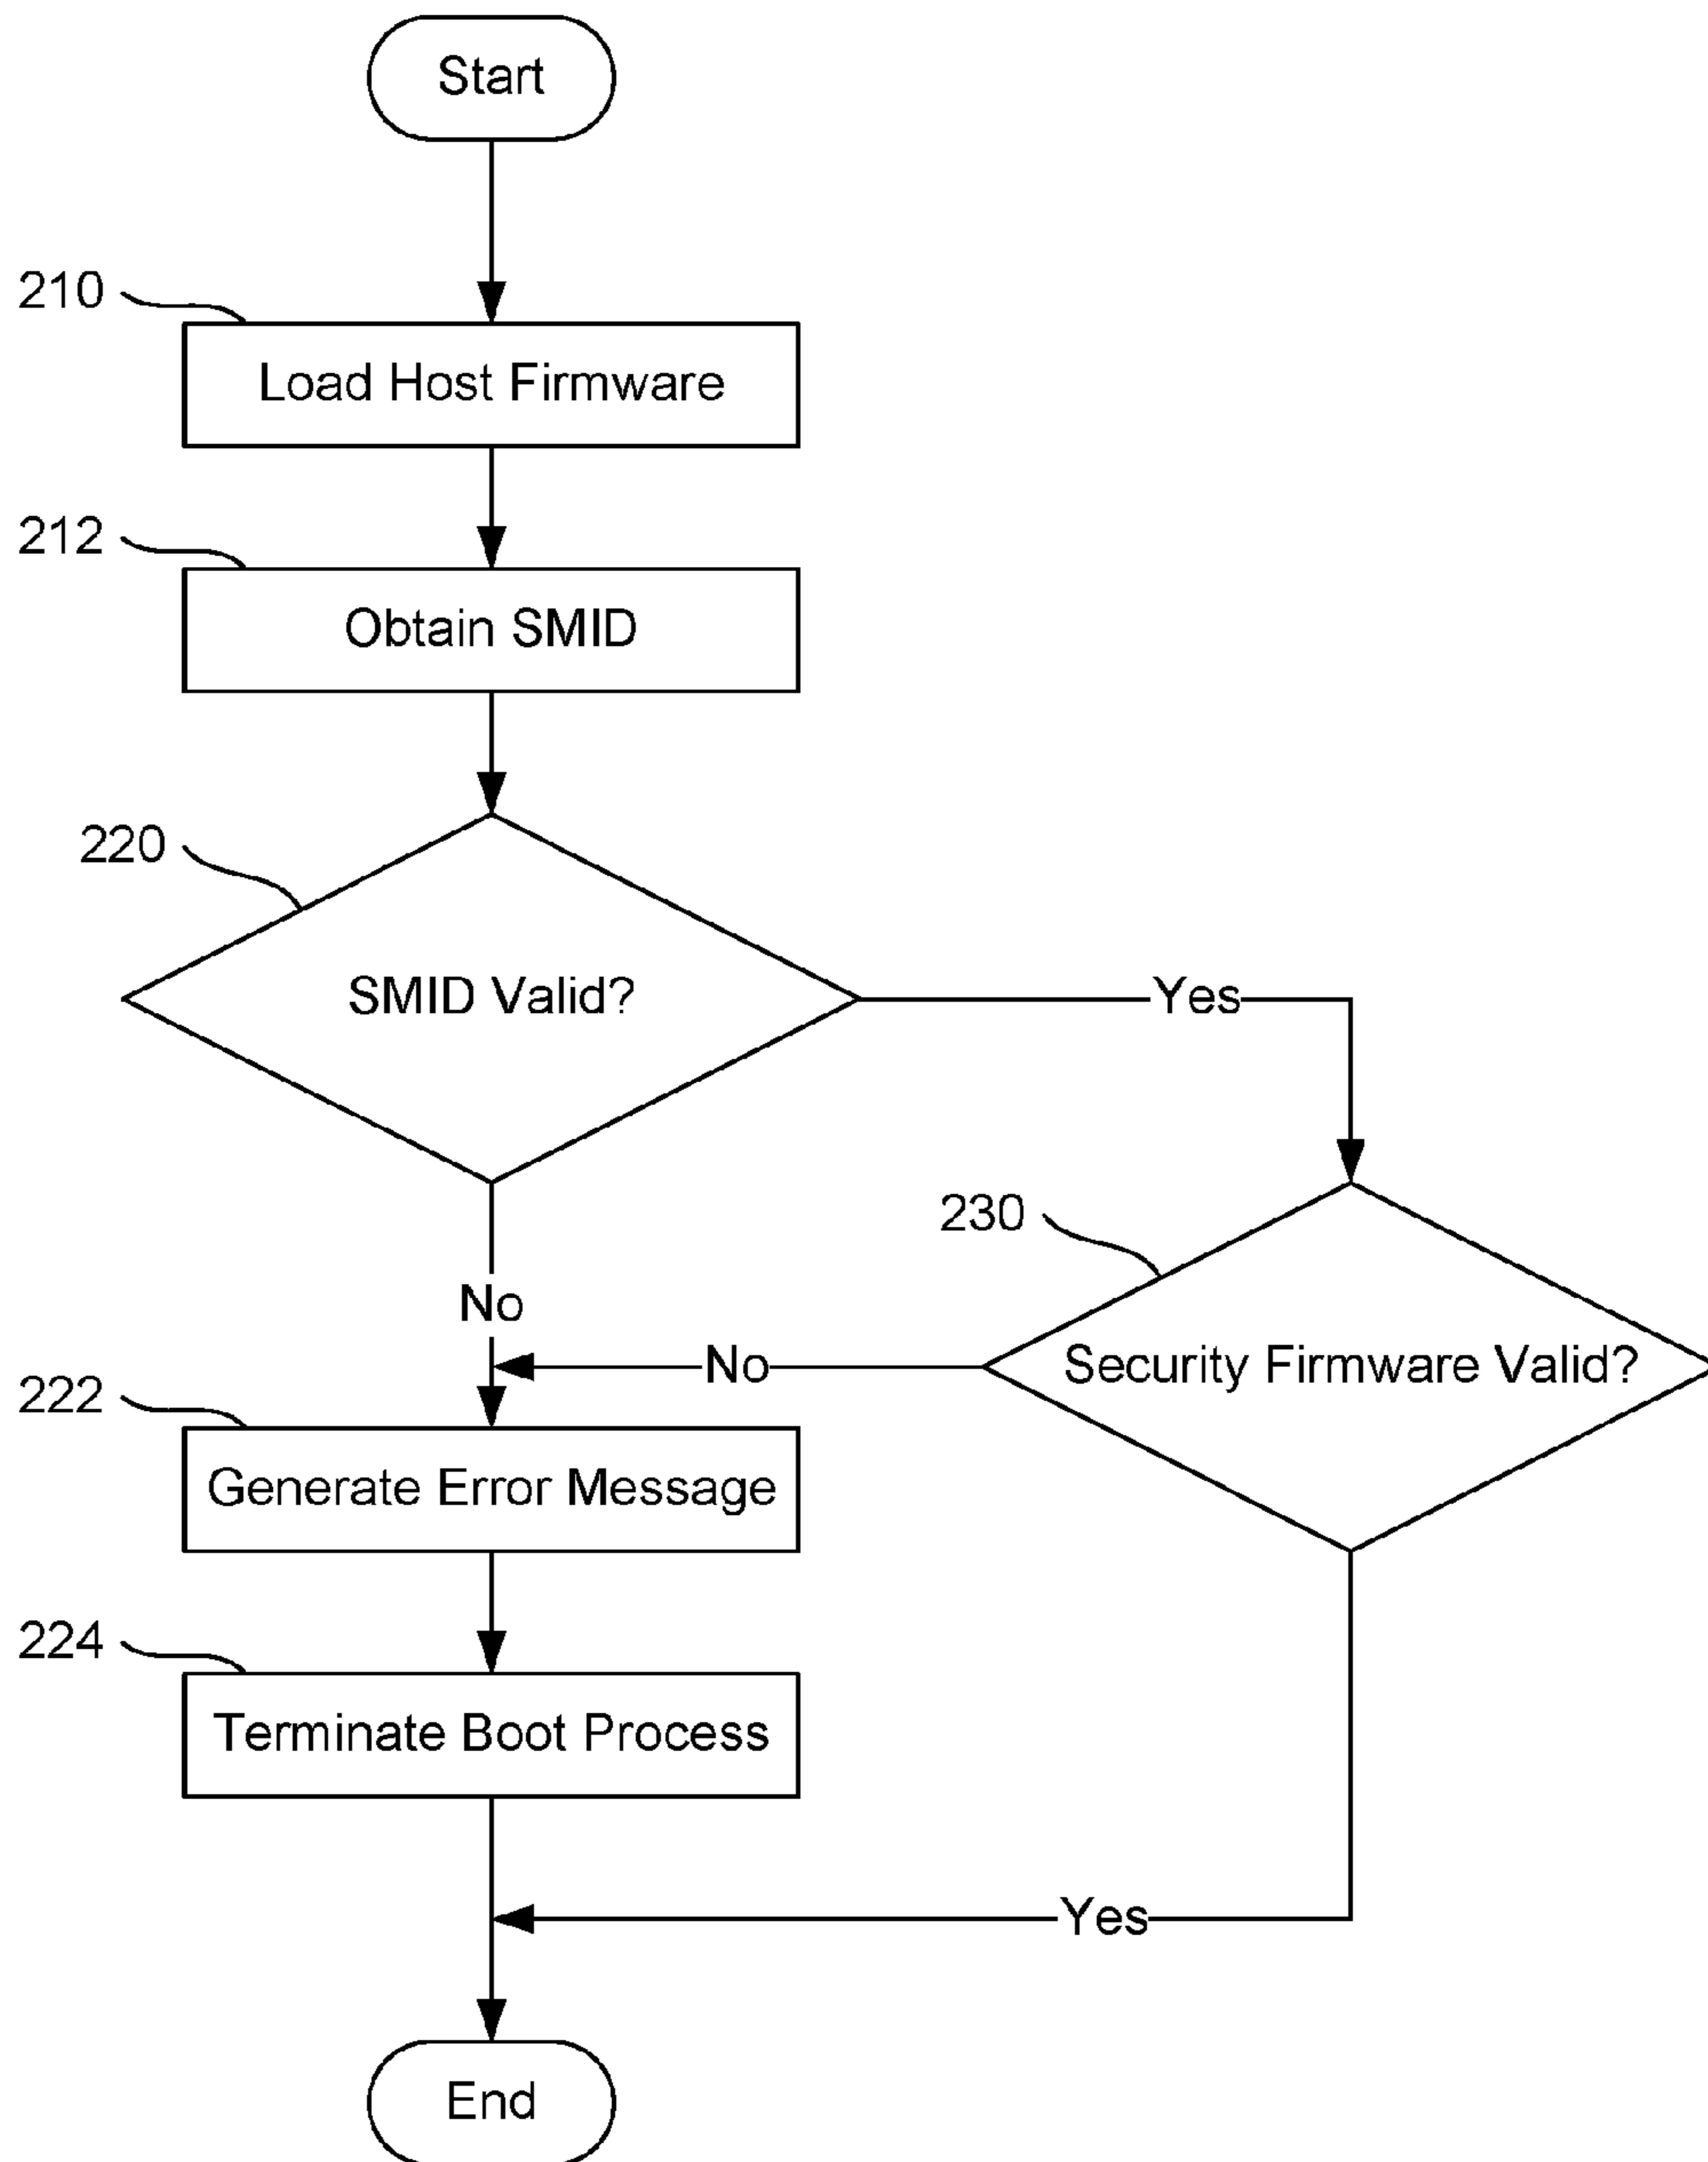 Start
210
Load Host Firmware
212
Obtain SMID
220
SMID Valid?
Yes
230
No
No
Security Firmware Valid?
222
Generate Error Message
224
Terminate Boot Process
Yes
End